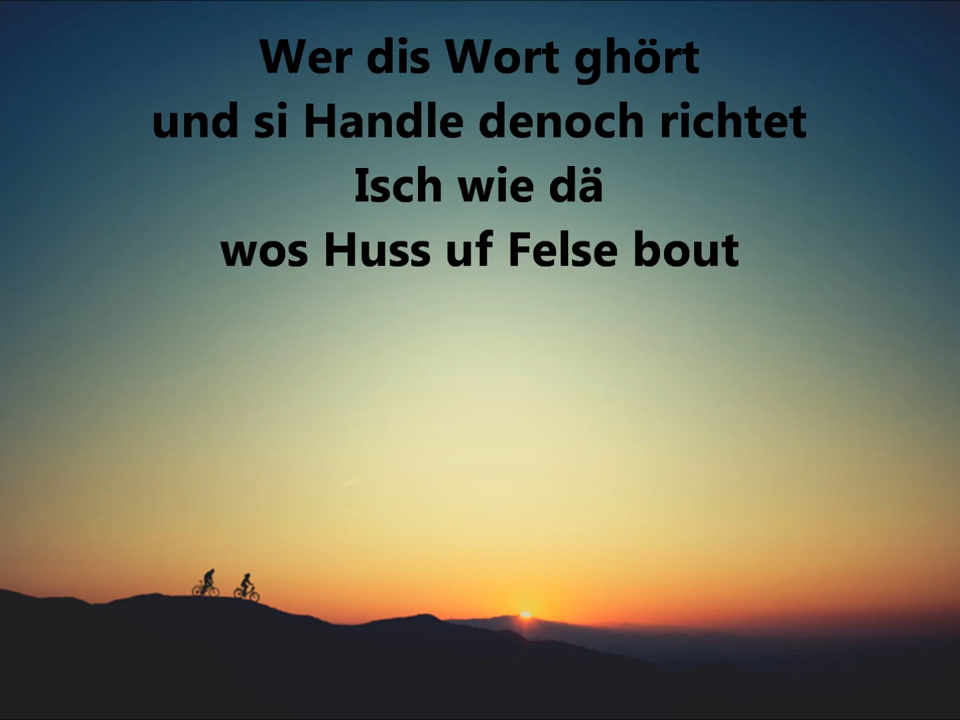 Wer dis Wort ghört
und si Handle denoch richtet
Isch wie dä
wos Huss uf Felse bout